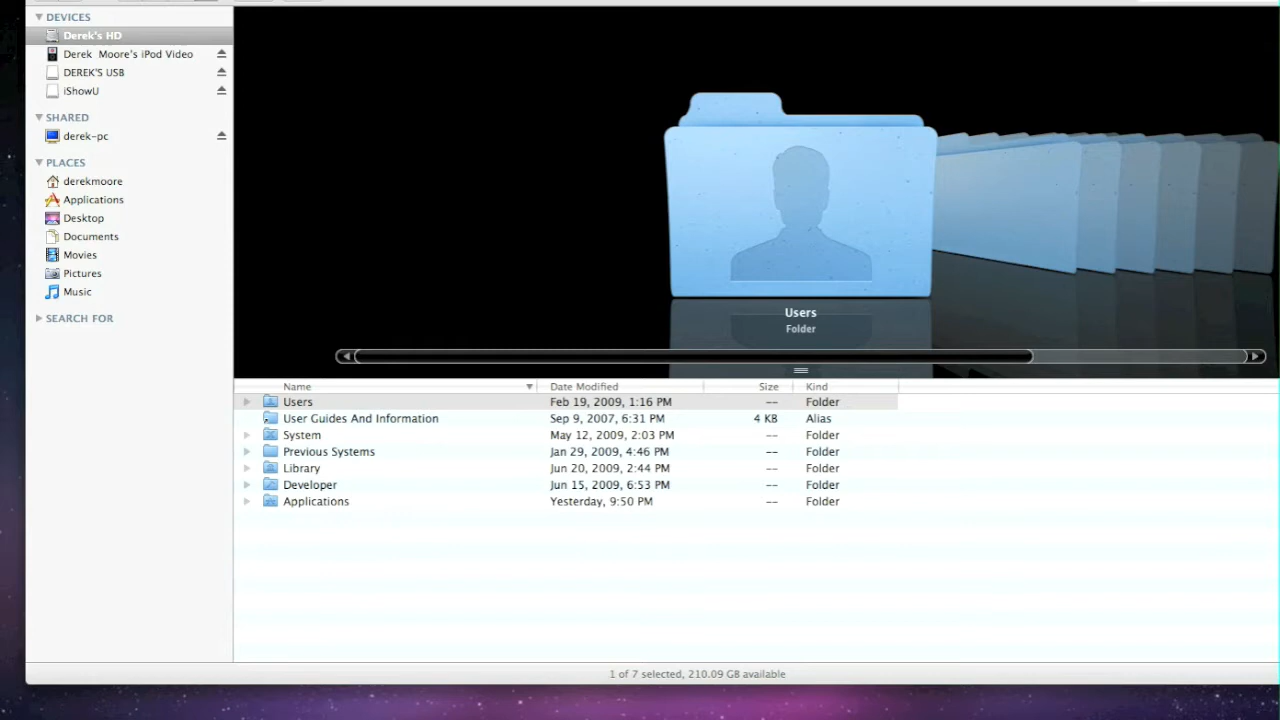 DEVICES
Derek's HD
Derek Moore's iPod Video
DEREK'S USB
iShowU
SHARED
derek-pc
PLACES
derekmoore
Applications
Desktop
Documents
Movies
Pictures
Music
SEARCH FOR
Users
Folder
Name Date Modified Size Kind
Users Feb 19, 2009, 1:16 PM -- Folder
User Guides And Information Sep 9, 2007, 6:31 PM 4 KB Alias
System May 12, 2009, 2:03 PM -- Folder
Previous Systems Jan 29, 2009, 4:46 PM -- Folder
Library Jun 20, 2009, 2:44 PM -- Folder
Developer Jun 15, 2009, 6:53 PM -- Folder
Applications Yesterday, 9:50 PM -- Folder
1 of 7 selected, 210.09 GB available